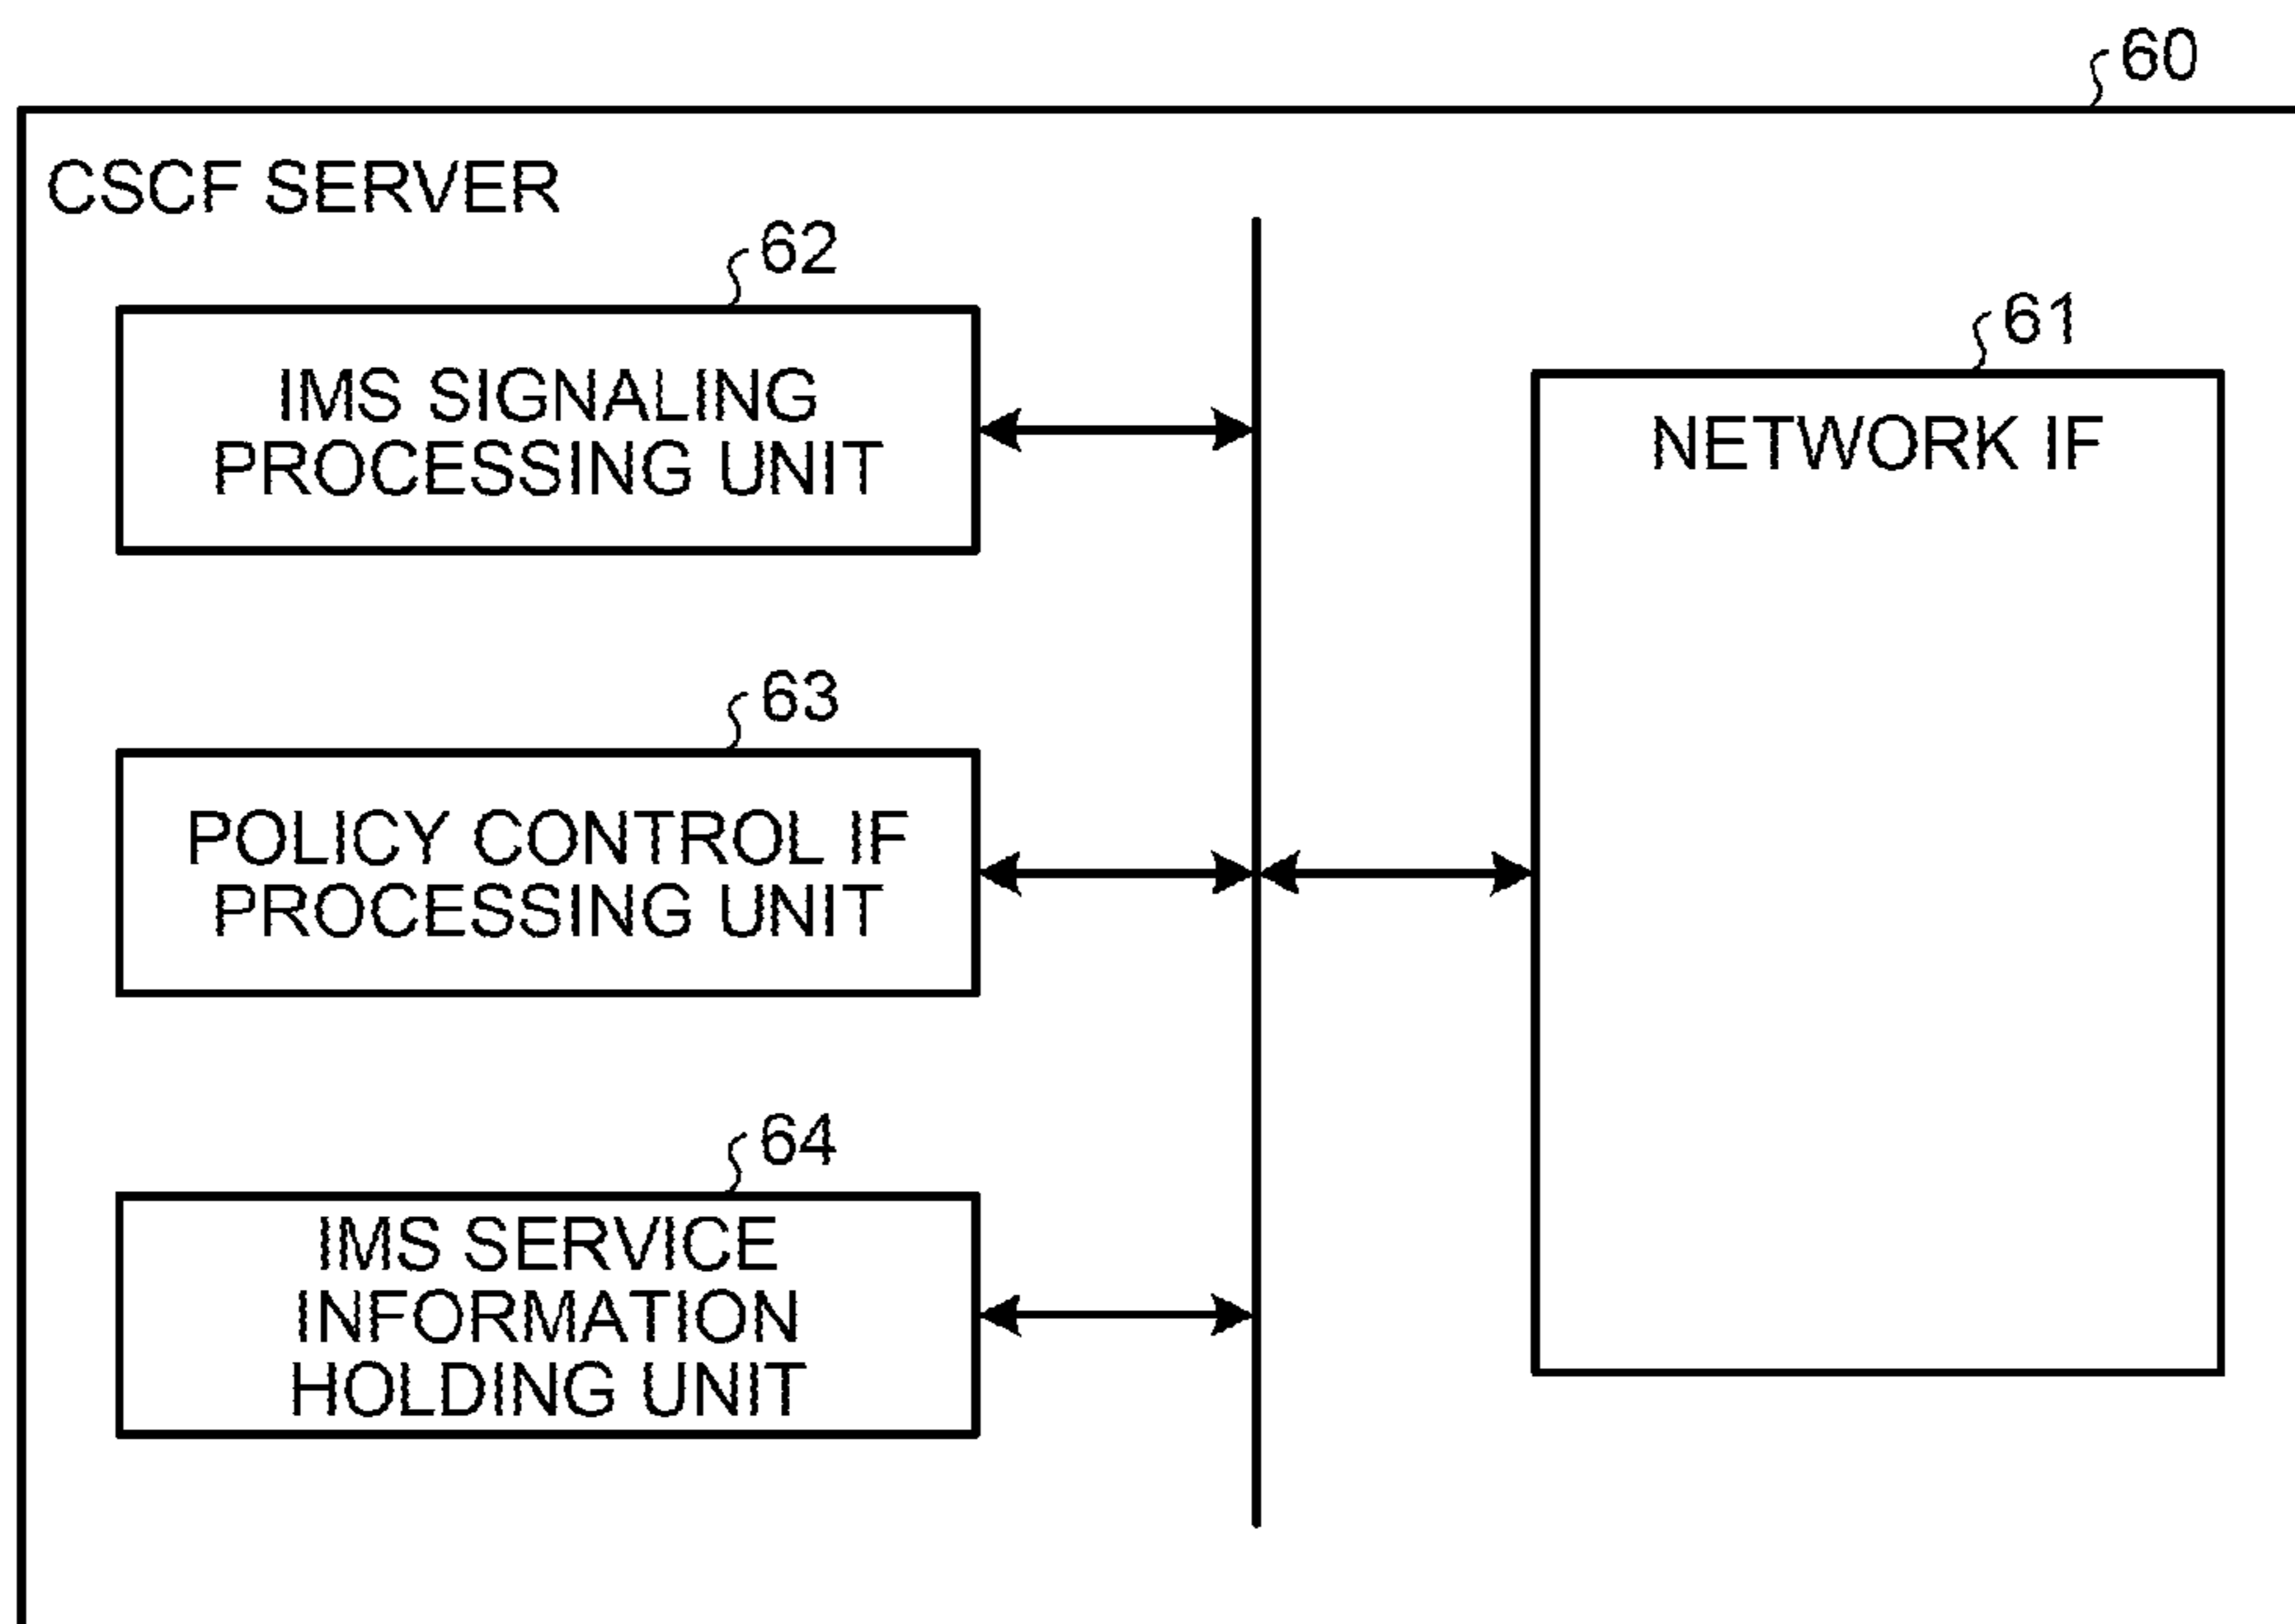 60
CSCF SERVER
62
IMS SIGNALING
PROCESSING UNIT
61
NETWORK IF
63
POLICY CONTROL IF
PROCESSING UNIT
64
IMS SERVICE
INFORMATION
HOLDING UNIT